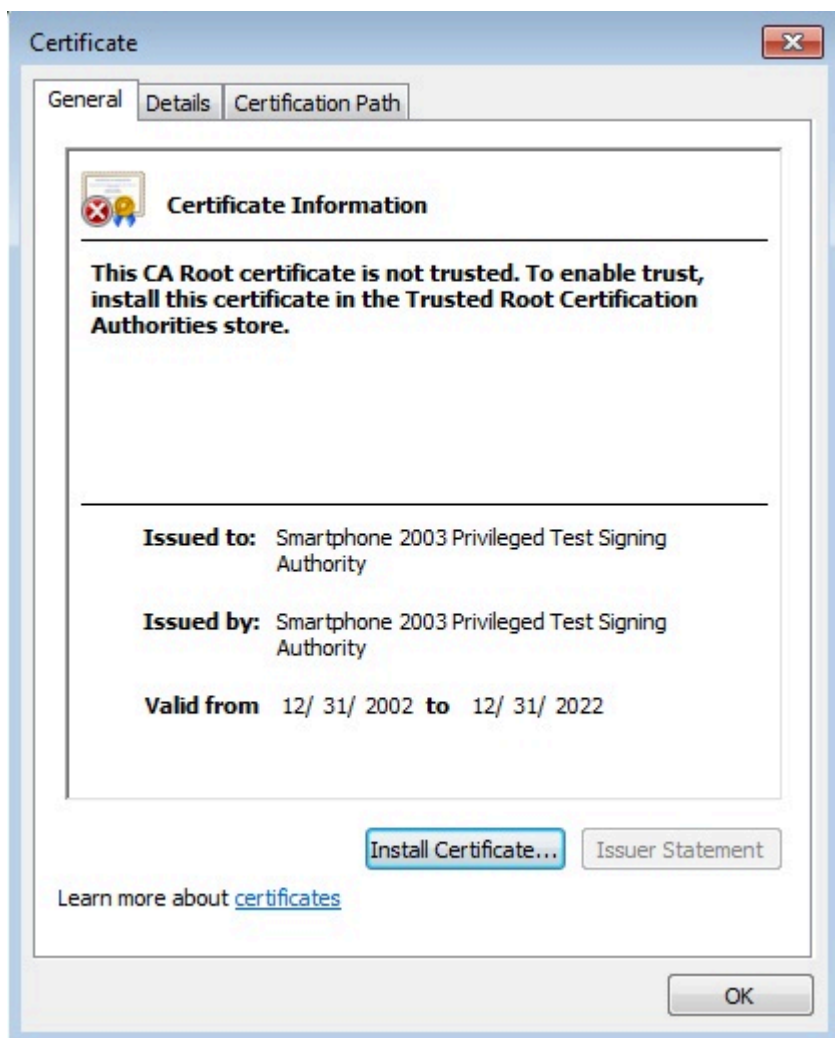 Certificate
General Details Certification Path
Certificate Information
This CA Root certificate is not trusted. To enable trust,
install this certificate in the Trusted Root Certification
Authorities store.
Issued to: Smartphone 2003 Privileged Test Signing
Authority
Issued by: Smartphone 2003 Privileged Test Signing
Authority
Valid from 12/ 31/ 2002 to 12/ 31/ 2022
Install Certificate... Issuer Statement
Learn more about certificates
OK